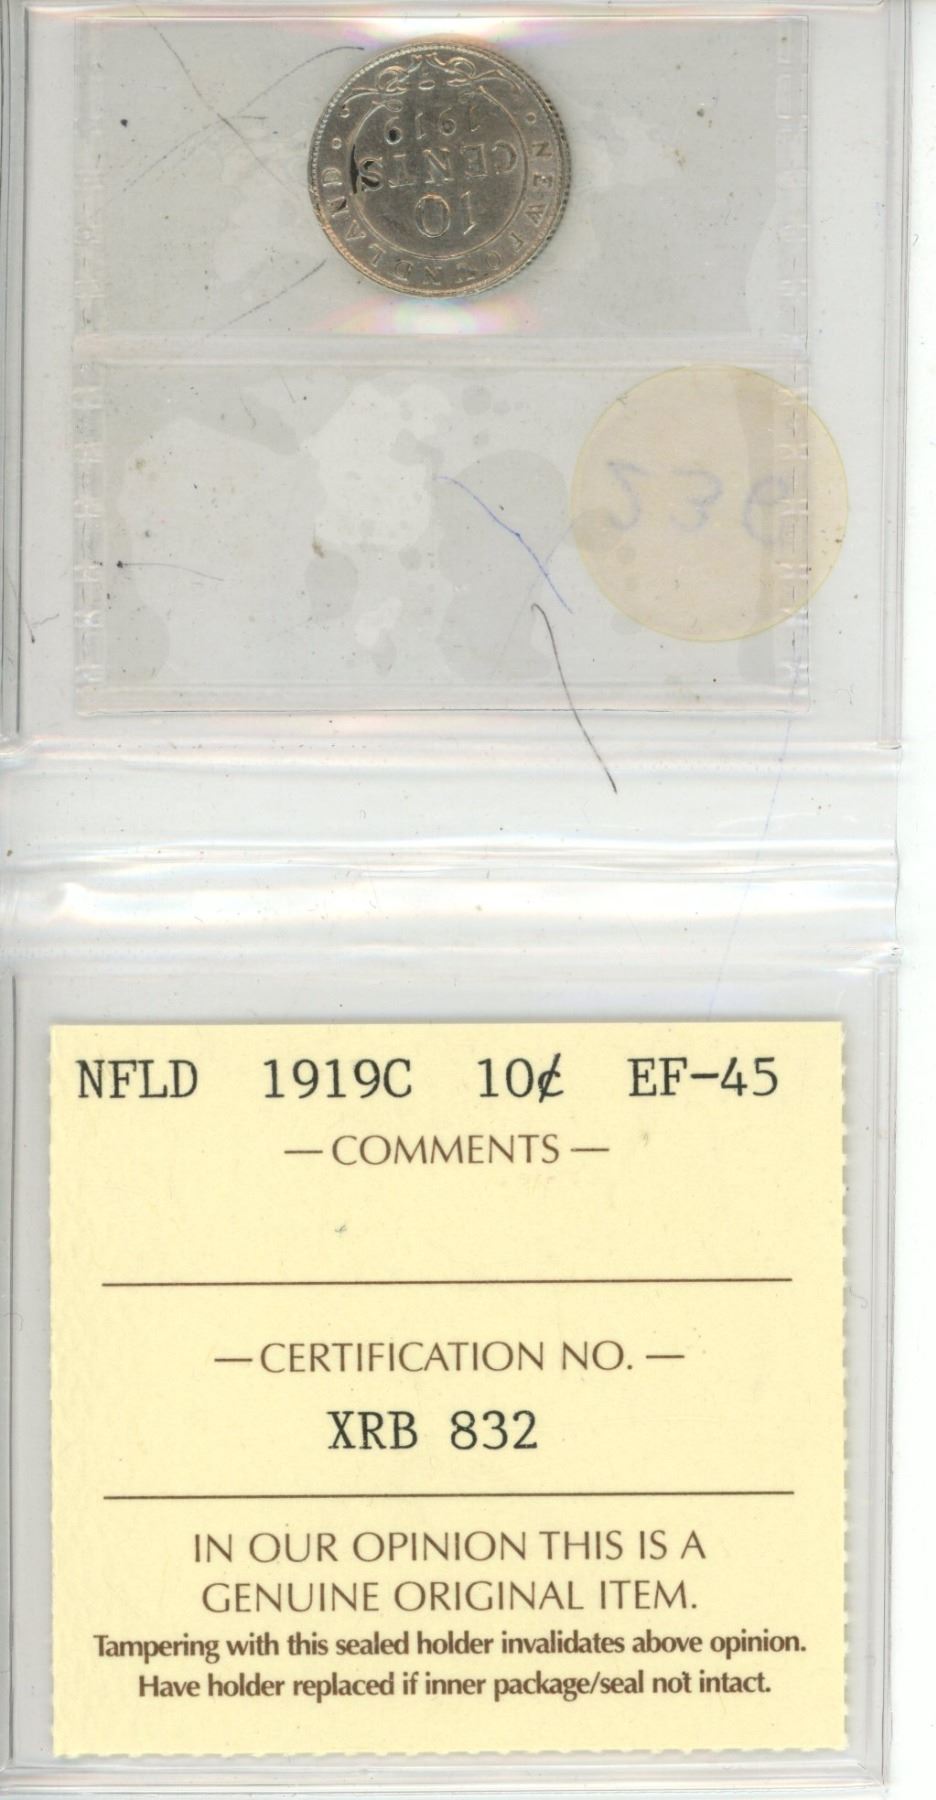 10
CENTS
1919
NEWFOUNDLAND
NFLD 1919C 10¢ EF-45
— COMMENTS —
— CERTIFICATION NO. —
XRB 832
IN OUR OPINION THIS IS A
GENUINE ORIGINAL ITEM.
Tampering with this sealed holder invalidates above opinion.
Have holder replaced if inner package/seal not intact.